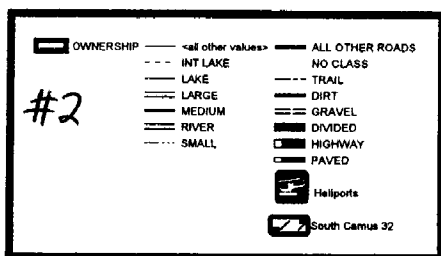 OWNERSHIP
#2
<all other values>
INT LAKE
LAKE
LARGE
MEDIUM
RIVER
SMALL
ALL OTHER ROADS
NO CLASS
TRAIL
DIRT
GRAVEL
DIVIDED
HIGHWAY
PAVED
Heliports
South Camus 32